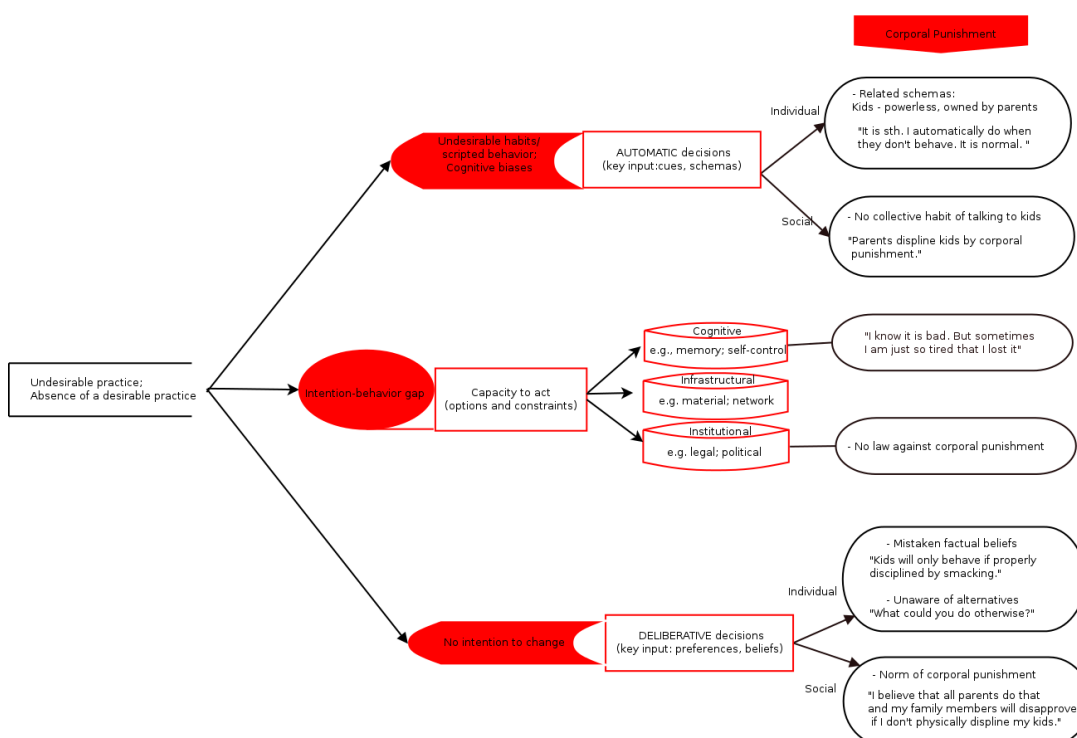 Corporal Punishment
- Related schemas:
Kids - powerless, owned by parents
"It is sth. I automatically do when
they don't behave. It is normal. "
Individual
Undesirable habits/
scripted behavior;
Cognitive biases
AUTOMATIC decisions
(key input:cues, schemas)
Social
- No collective habit of talking to kids
"Parents displine kids by corporal
punishment."
Undesirable practice;
Absence of a desirable practice
Intention-behavior gap
Capacity to act
(options and constraints)
Cognitive
e.g., memory; self-control
"I know it is bad. But sometimes
I am just so tired that I lost it"
Infrastructural
e.g. material; network
Institutional
e.g. legal; political
- No law against corporal punishment
No intention to change
DELIBERATIVE decisions
(key input: preferences, beliefs)
Individual
- Mistaken factual beliefs
"Kids will only behave if properly
disciplined by smacking."
- Unaware of alternatives
"What could you do otherwise?"
Social
- Norm of corporal punishment
"I believe that all parents do that
and my family members will disapprove
if I don't physically displine my kids."